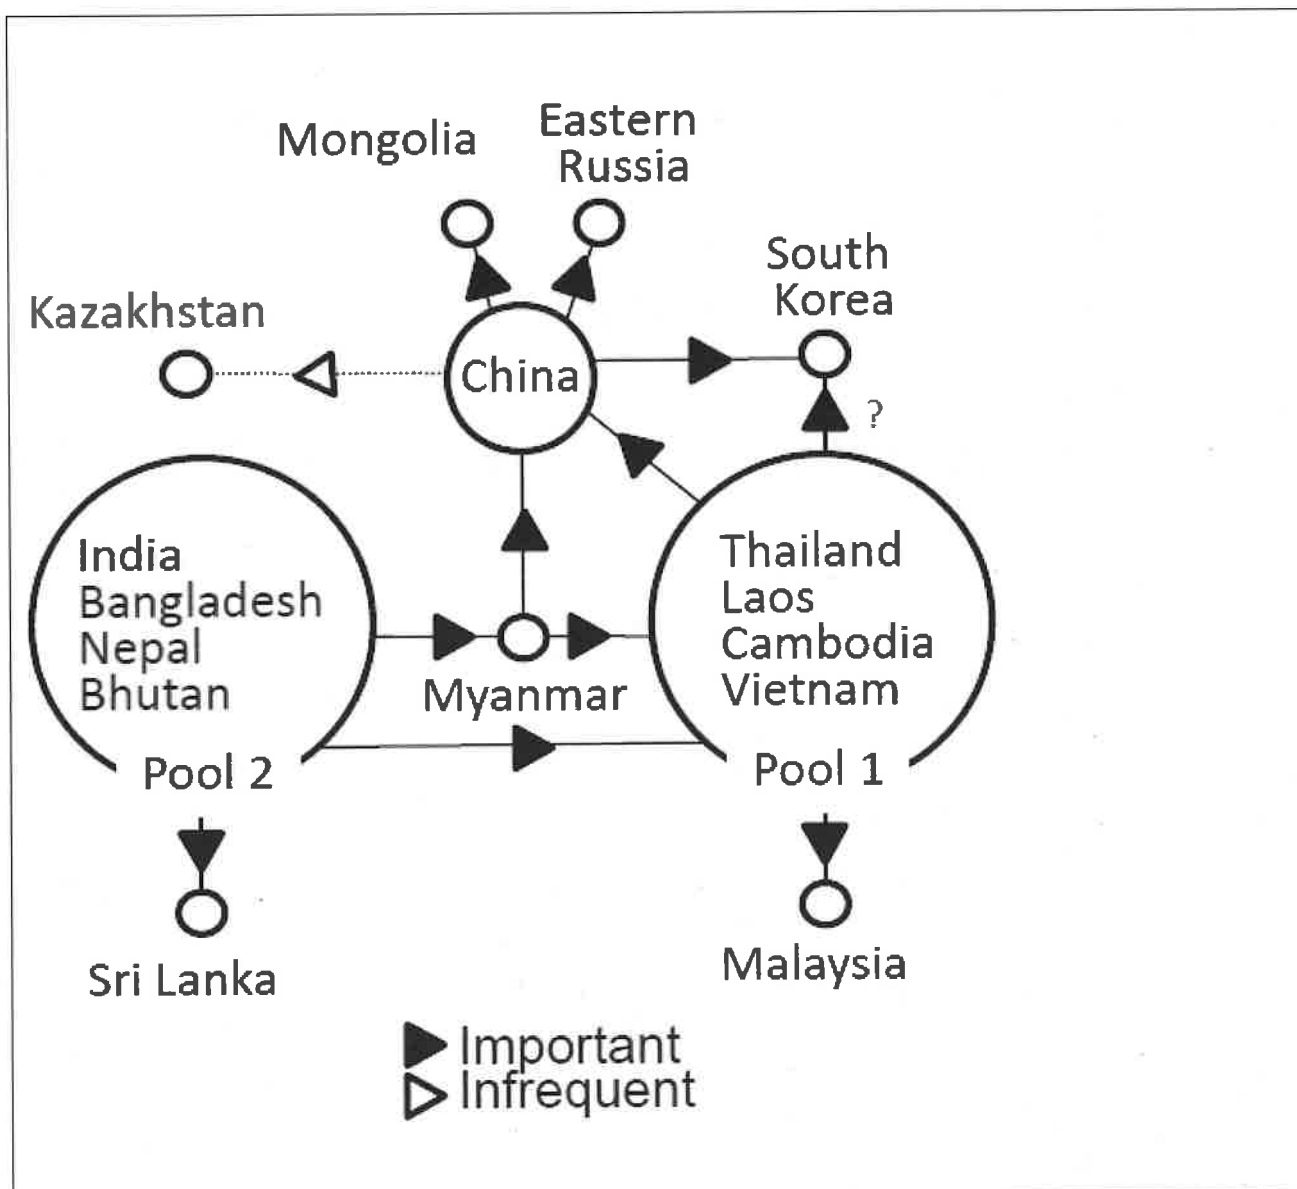 Mongolia
Eastern
Russia
South
Korea
Kazakhstan
China
?
India
Bangladesh
Nepal
Bhutan
Pool 2
Myanmar
Thailand
Laos
Cambodia
Vietnam
Pool 1
Sri Lanka
Malaysia
Important
Infrequent